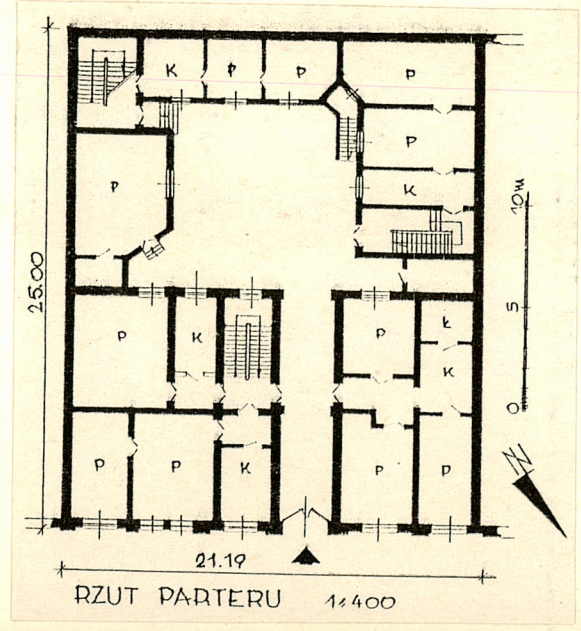 K P P P
P
P K
10m
25.00
5
P K P Ł
K
0
P P K P P
N
21.19
RZUT PARTERU 1:400